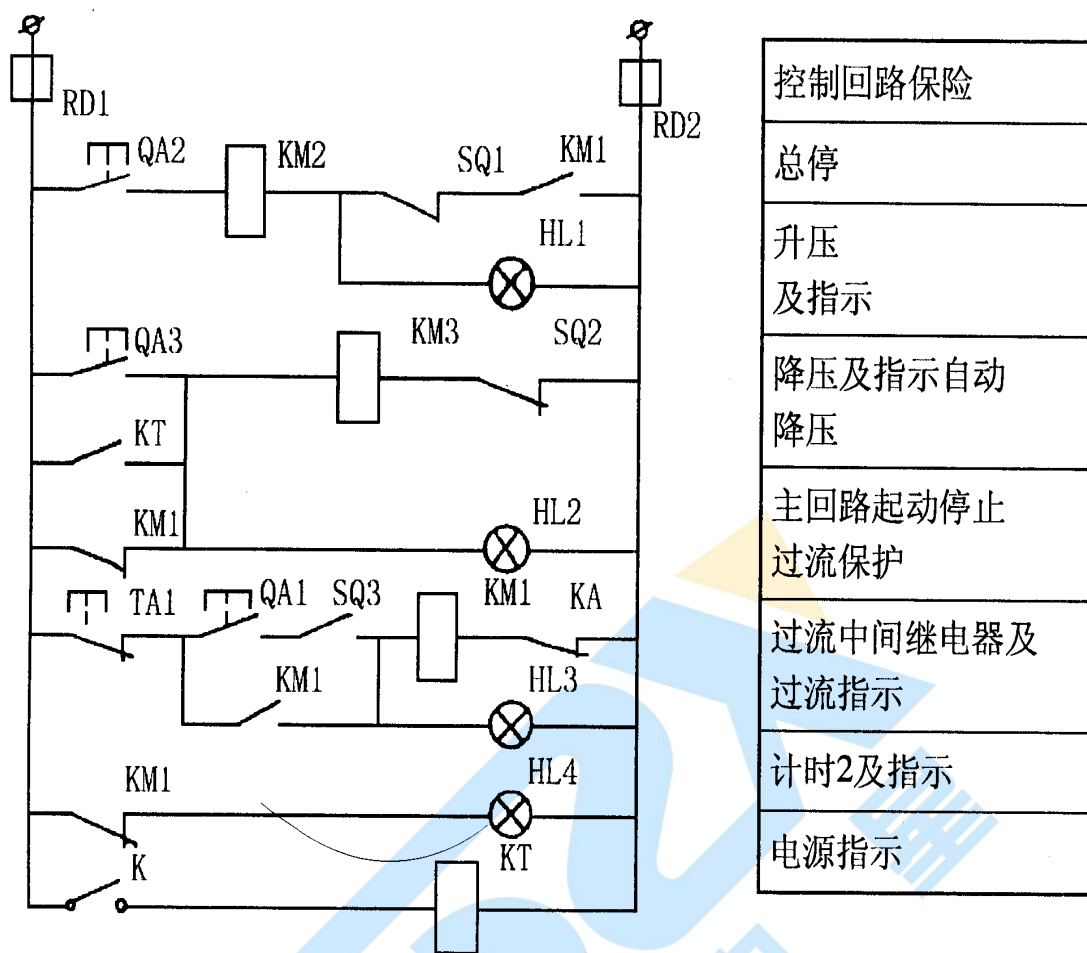 RD1
RD2
控制回路保险
QA2
KM2
SQ1
KM1
总停
HL1
升压
及指示
QA3
KM3
SQ2
降压及指示自动
降压
KT
KM1
HL2
主回路起动停止
过流保护
TA1
QA1
SQ3
KM1
KA
KM1
HL3
过流中间继电器及
过流指示
KM1
HL4
计时2及指示
K
KT
电源指示